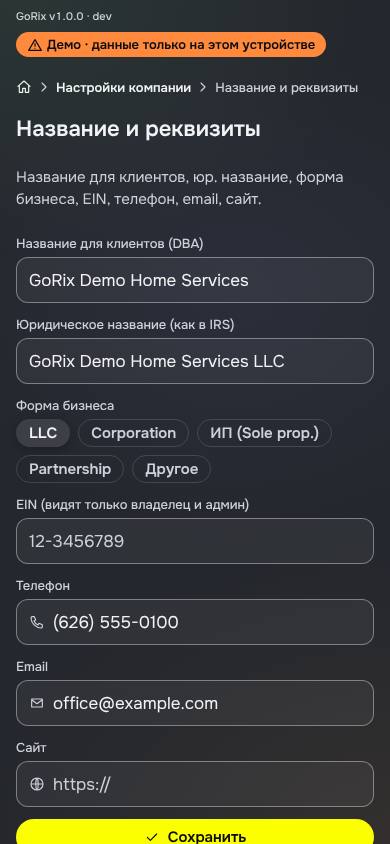 GoRix v1.0.0 · dev
Демо · данные только на этом устройстве
Настройки компании > Название и реквизиты
Название и реквизиты
Название для клиентов, юр. название, форма
бизнеса, EIN, телефон, email, сайт.
Название для клиентов (DBA)
GoRix Demo Home Services
Юридическое название (как в IRS)
GoRix Demo Home Services LLC
Форма бизнеса
LLC Corporation ИП (Sole prop.)
Partnership Другое
EIN (видят только владелец и админ)
12-3456789
Телефон
(626) 555-0100
Email
office@example.com
Сайт
https://
Сохранить